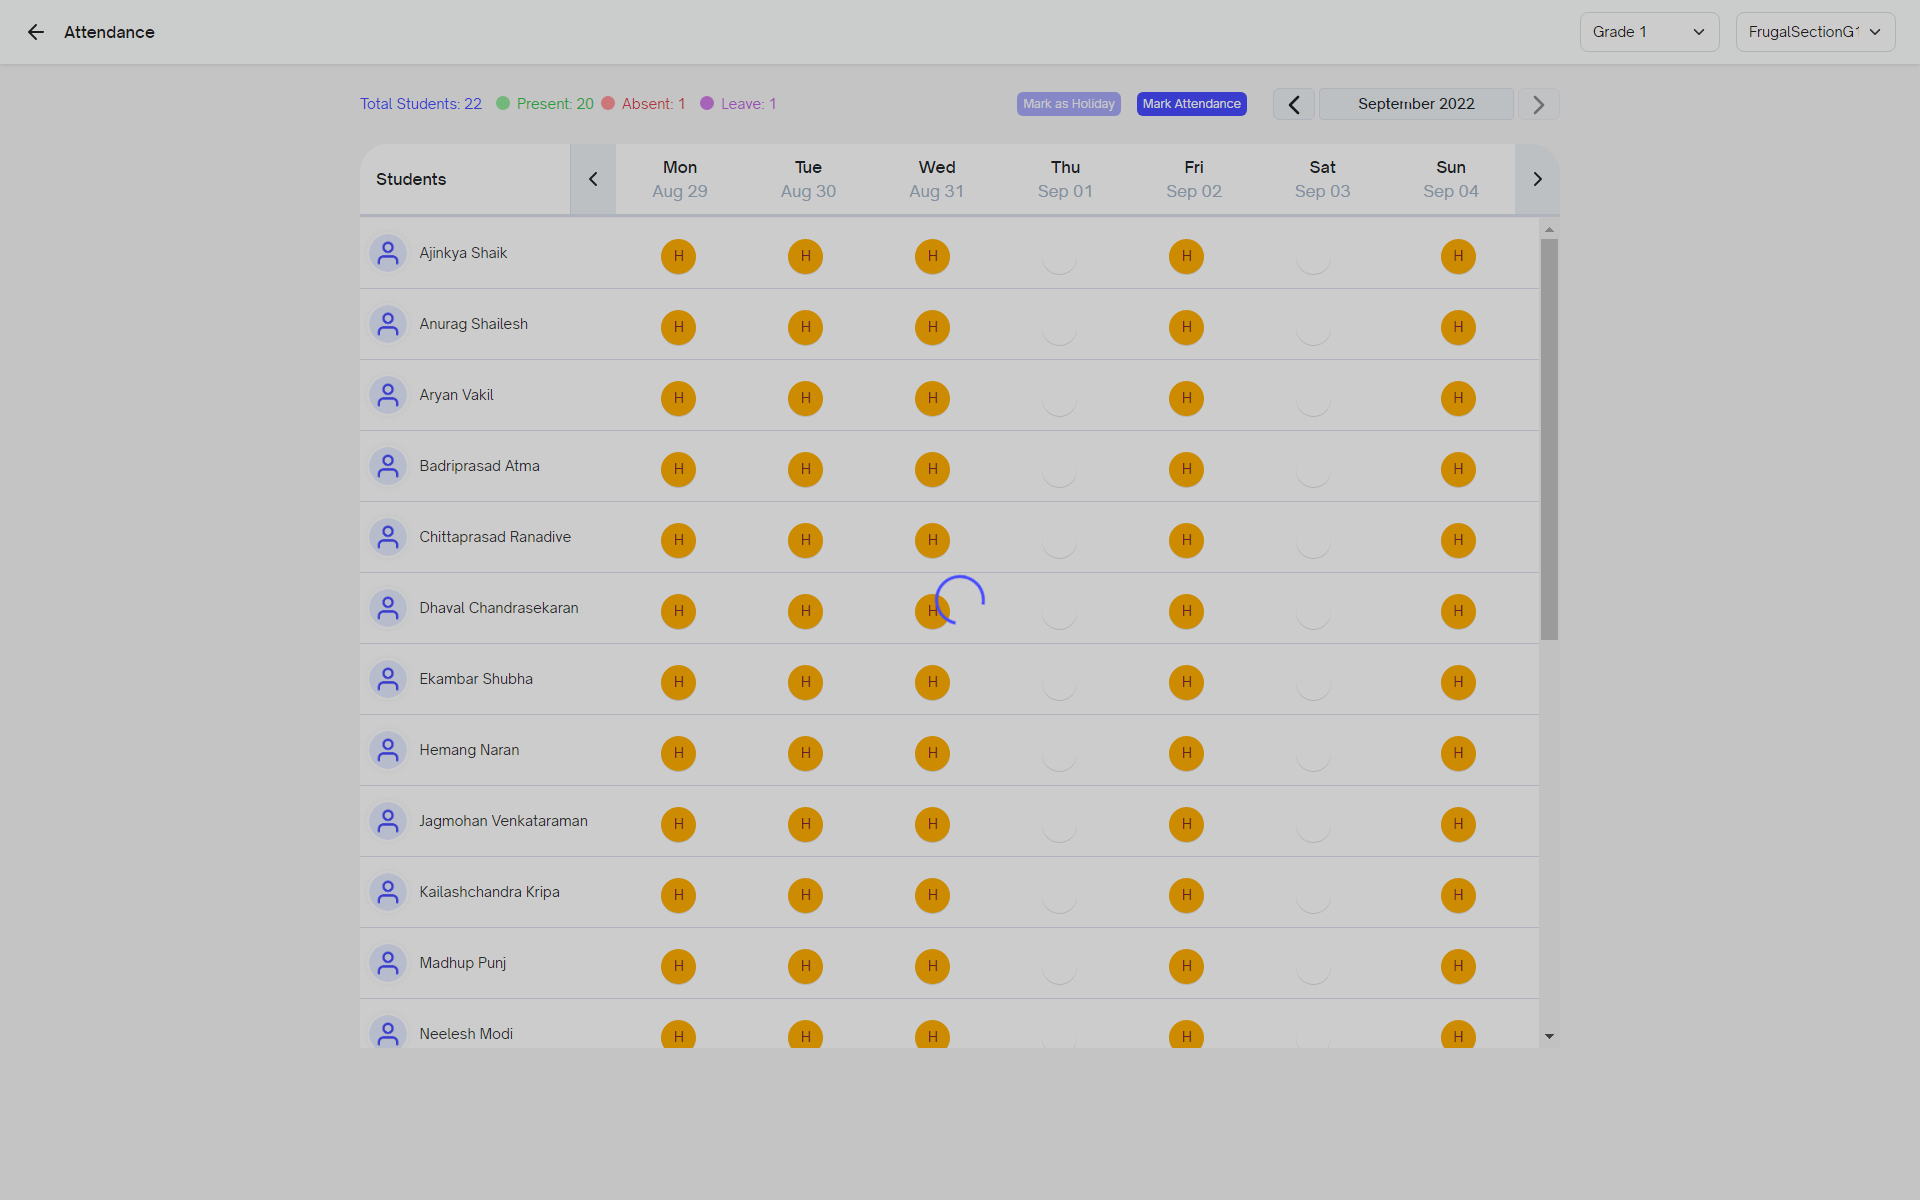 Attendance
Grade 1
FrugalSectionG1
Total Students: 22 Present: 20 Absent: 1 Leave: 1
Mark as Holiday
Mark Attendance
September 2022
Students
Mon Tue Wed Thu Fri Sat Sun
Aug 29 Aug 30 Aug 31 Sep 01 Sep 02 Sep 03 Sep 04
Ajinkya Shaik H H H H H
Anurag Shailesh H H H H H
Aryan Vakil H H H H H
Badriprasad Atma H H H H H
Chittaprasad Ranadive H H H H H
Dhaval Chandrasekaran H H H H H
Ekambar Shubha H H H H H
Hemang Naran H H H H H
Jagmohan Venkataraman H H H H H
Kailashchandra Kripa H H H H H
Madhup Punj H H H H H
Neelesh Modi H H H H H